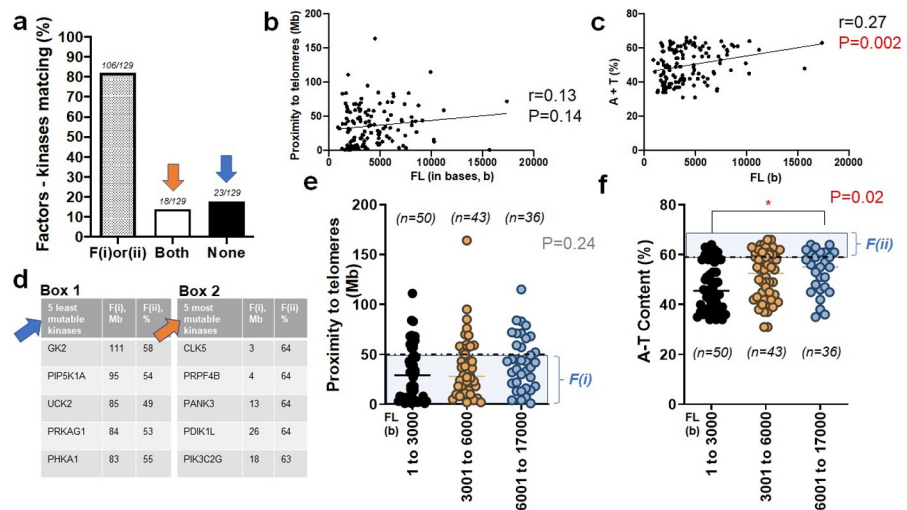 a
Factors - kinases matcing (%)
100
90
80
70
60
50
40
30
20
10
0
106/129
18/129
23/129
F(i)or(ii) Both None
b
Proximity to telomeres (Mb)
200
150
100
50
0
r=0.13
P=0.14
0 5000 10000 15000 20000
FL (in bases, b)
c
A + T (%)
80
60
40
20
0
r=0.27
P=0.002
0 5000 10000 15000 20000
FL (b)
d
Box 1 Box 2
5 least mutable kinases F(i), Mb F(ii), % 5 most mutable kinases F(i), Mb F(ii) %
GK2 111 58 CLK5 3 64
PIP5K1A 95 54 PRPF4B 4 64
UCK2 85 49 PANK3 13 64
PRKAG1 84 53 PDIK1L 26 64
PHKA1 83 55 PIK3C2G 18 63
e
Proximity to telomeres (Mb)
200
150
100
50
0
(n=50) (n=43) (n=36)
P=0.24
F(i)
FL (b)
1 to 3000
3001 to 6000
6001 to 17000
f
A-T Content (%)
80
60
40
20
0
*
P=0.02
F(ii)
(n=50) (n=43) (n=36)
FL (b)
1 to 3000
3001 to 6000
6001 to 17000